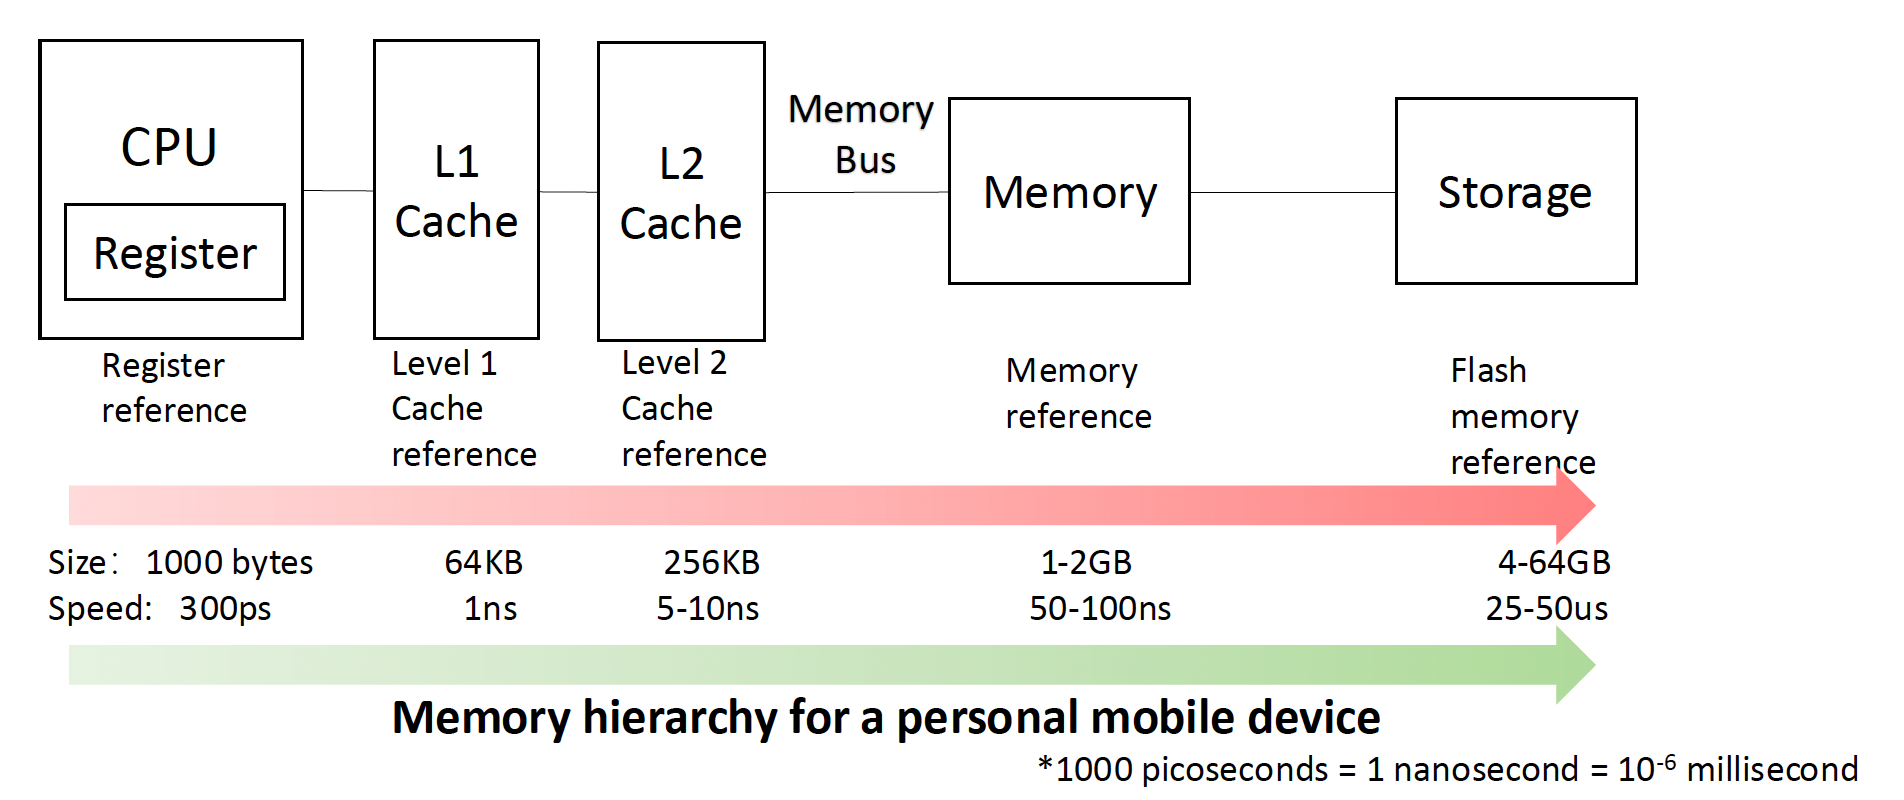 CPU
Register
L1
Cache
L2
Cache
Memory
Bus
Memory
Storage
Register
reference
Level 1
Cache
reference
Level 2
Cache
reference
Memory
reference
Flash
memory
reference
Size： 1000 bytes 64KB 256KB 1-2GB 4-64GB
Speed: 300ps 1ns 5-10ns 50-100ns 25-50us
Memory hierarchy for a personal mobile device
*1000 picoseconds = 1 nanosecond = 10⁻⁶ millisecond